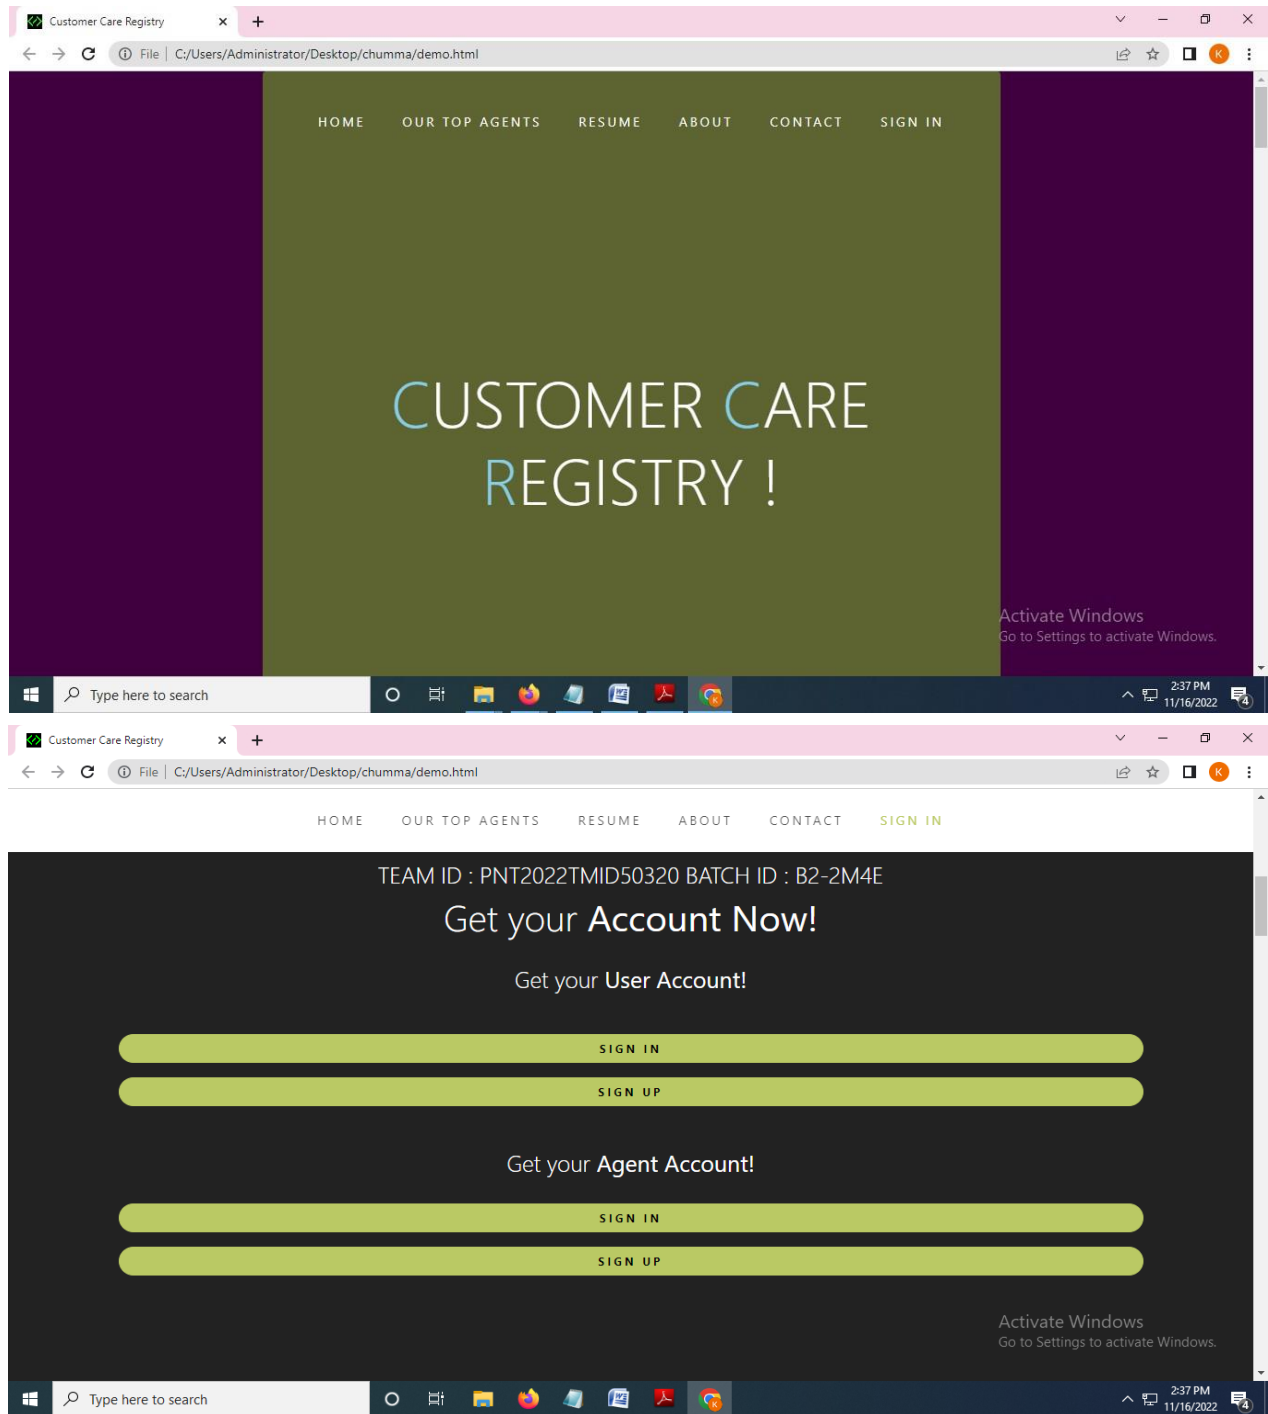 Customer Care Registry
File | C:/Users/Administrator/Desktop/chumma/demo.html
K
HOME OUR TOP AGENTS RESUME ABOUT CONTACT SIGN IN
CUSTOMER CARE
REGISTRY !
Activate Windows
Go to Settings to activate Windows.
Type here to search
2:37 PM
11/16/2022
4
Customer Care Registry
File | C:/Users/Administrator/Desktop/chumma/demo.html
K
HOME OUR TOP AGENTS RESUME ABOUT CONTACT SIGN IN
TEAM ID : PNT2022TMID50320 BATCH ID : B2-2M4E
Get your Account Now!
Get your User Account!
SIGN IN
SIGN UP
Get your Agent Account!
SIGN IN
SIGN UP
Activate Windows
Go to Settings to activate Windows.
Type here to search
2:37 PM
11/16/2022
4